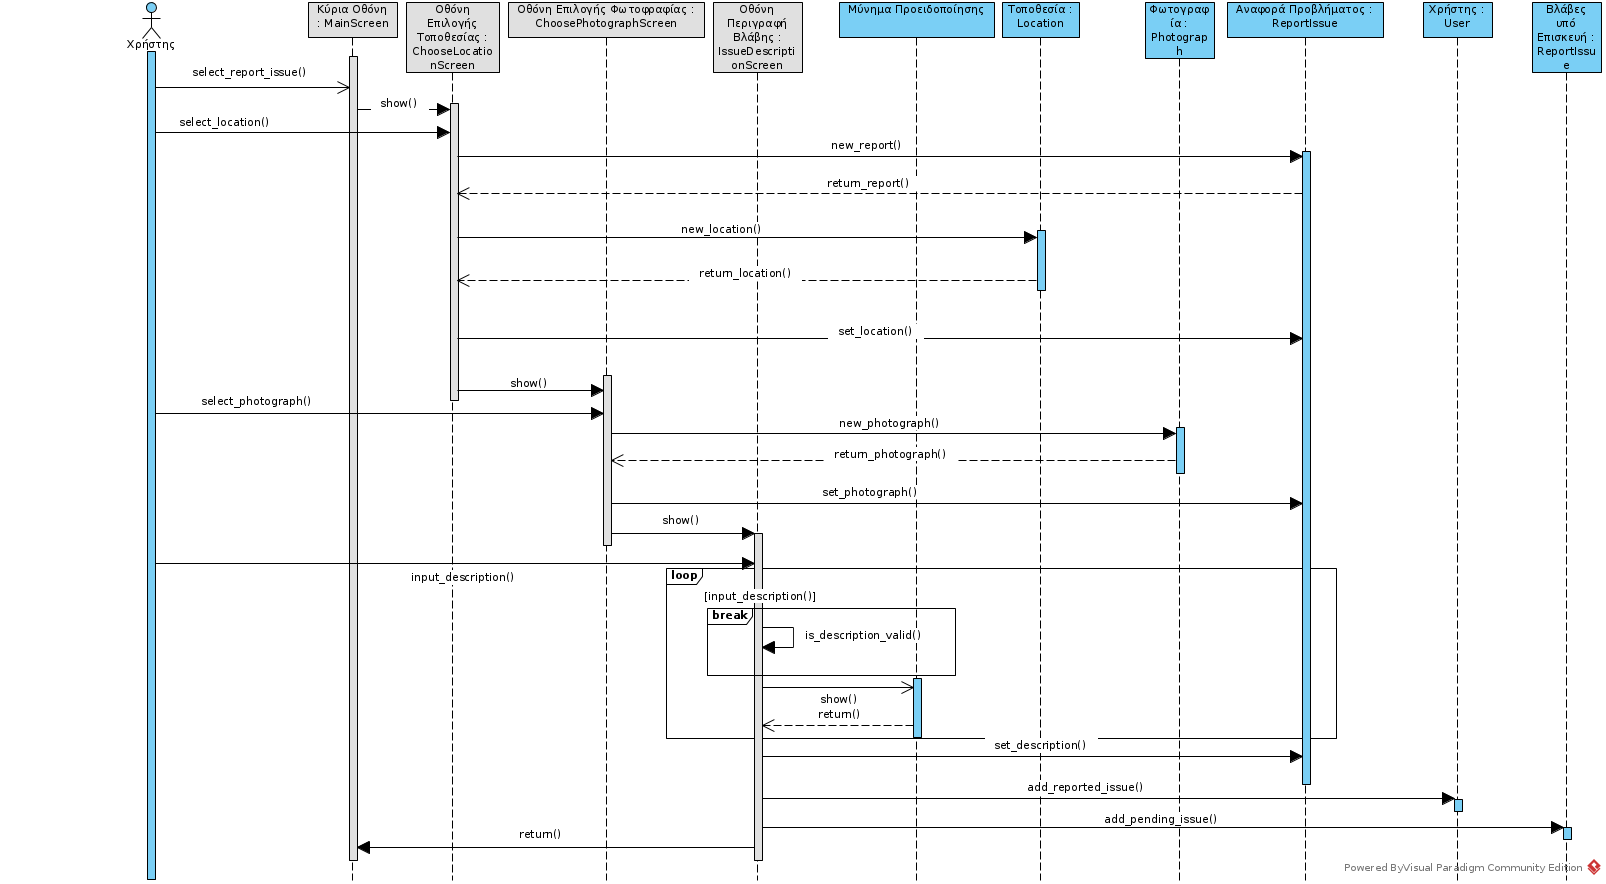 Χρήστης
Κύρια Οθόνη
: MainScreen
Οθόνη
Επιλογής
Τοποθεσίας :
ChooseLocatio
nScreen
Οθόνη Επιλογής Φωτοφραφίας :
ChoosePhotographScreen
Οθόνη
Περιγραφή
Βλάβης :
IssueDescripti
onScreen
Μύνημα Προειδοποίησης
Τοποθεσία :
Location
Φωτογραφ
ία :
Photograp
h
Αναφορά Προβλήματος :
ReportIssue
Χρήστης :
User
Βλάβες
υπό
Επισκευή :
ReportIssu
e
select_report_issue()
show()
select_location()
new_report()
return_report()
new_location()
return_location()
set_location()
show()
select_photograph()
new_photograph()
return_photograph()
set_photograph()
show()
input_description()
loop
[input_description()]
break
is_description_valid()
show()
return()
set_description()
add_reported_issue()
add_pending_issue()
return()
Powered ByVisual Paradigm Community Edition